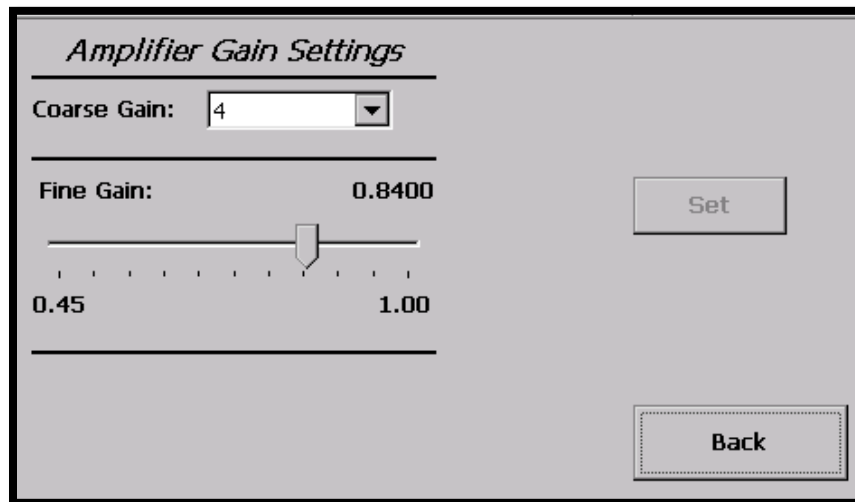 Amplifier Gain Settings
Coarse Gain: 4
Fine Gain: 0.8400
Set
0.45 1.00
Back